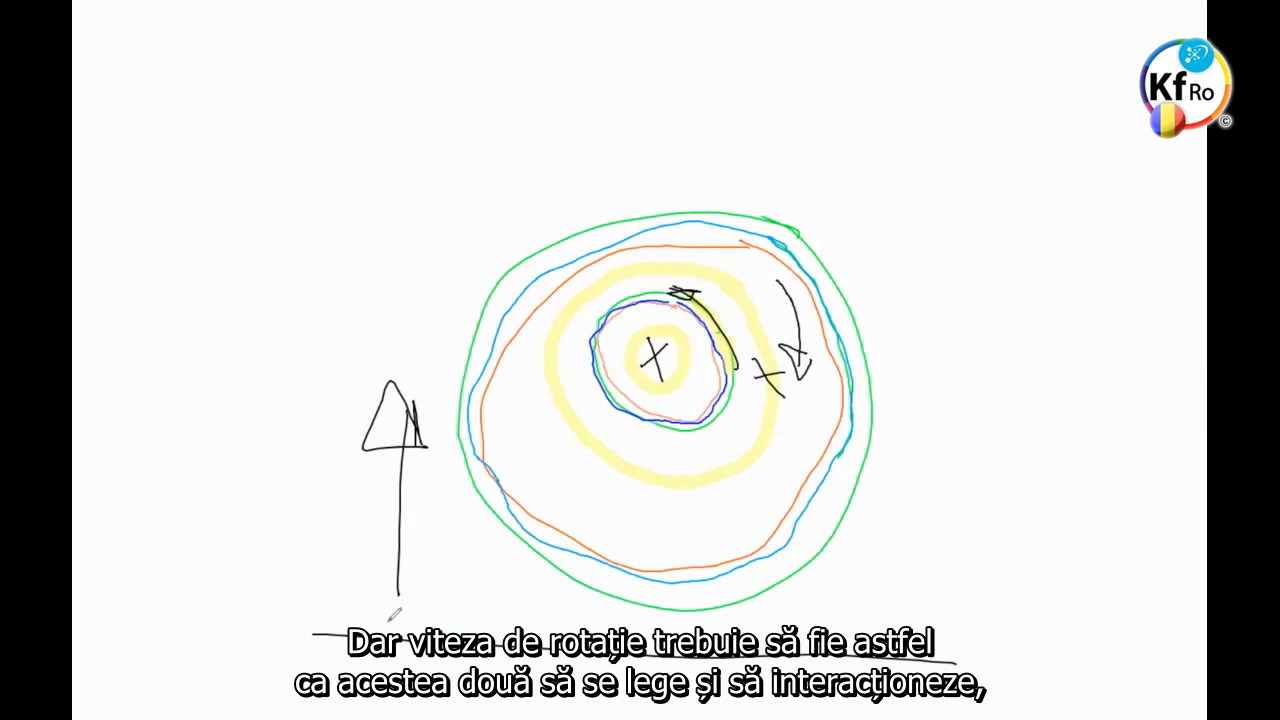 Kf Ro
©
X
X
Dar viteza de rotație trebuie să fie astfel
ca acestea două să se lege și să interacționeze,